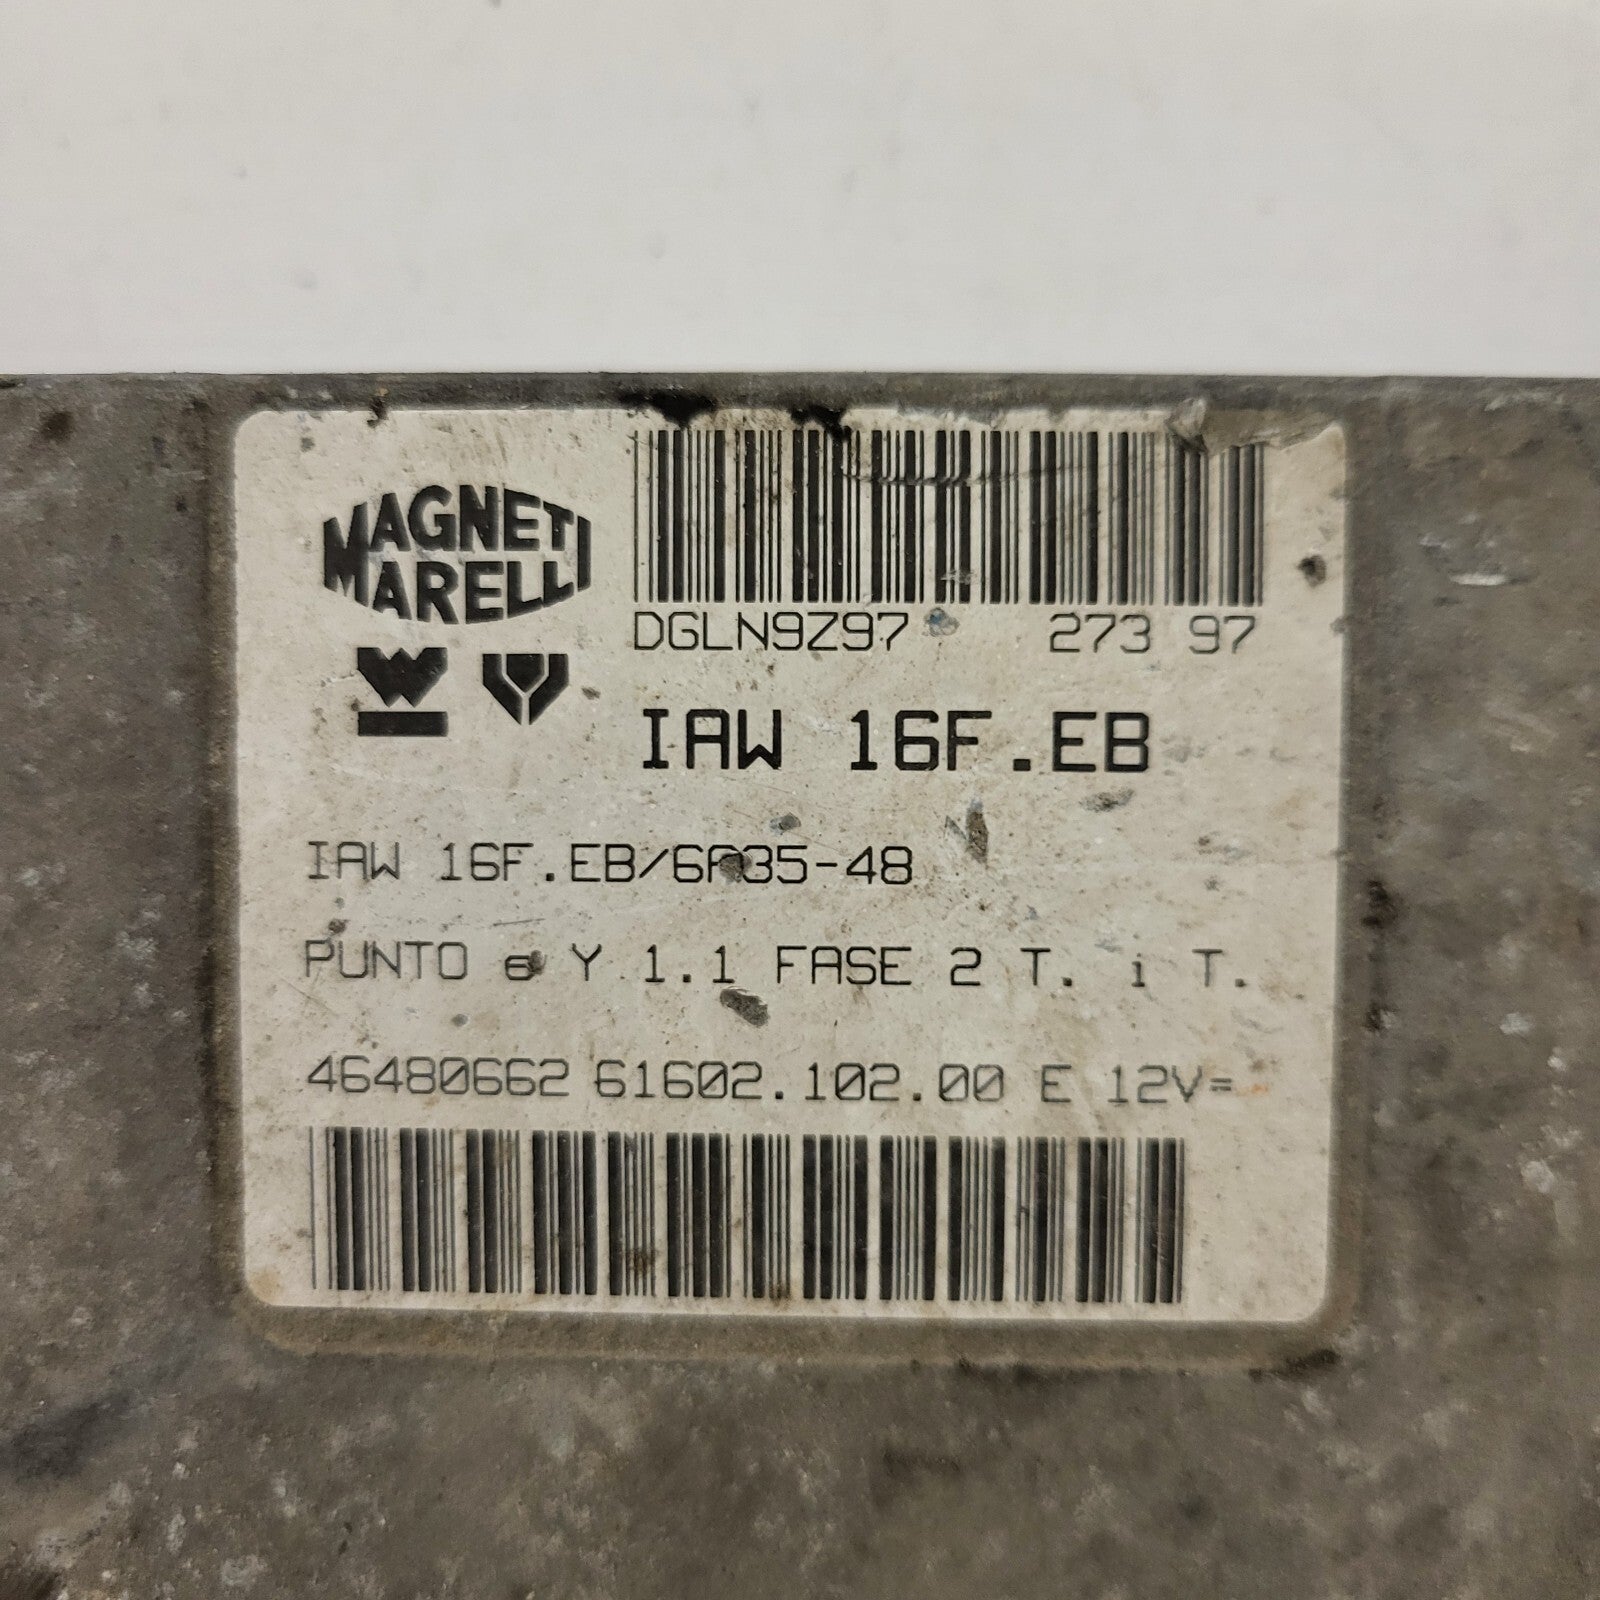 MAGNETI
MARELLI
DGLN9Z97 273 97
IAW 16F.EB
IAW 16F.EB/6A35-48
PUNTO e Y 1.1 FASE 2 T. i T.
46480662 61602.102.00 E 12V=